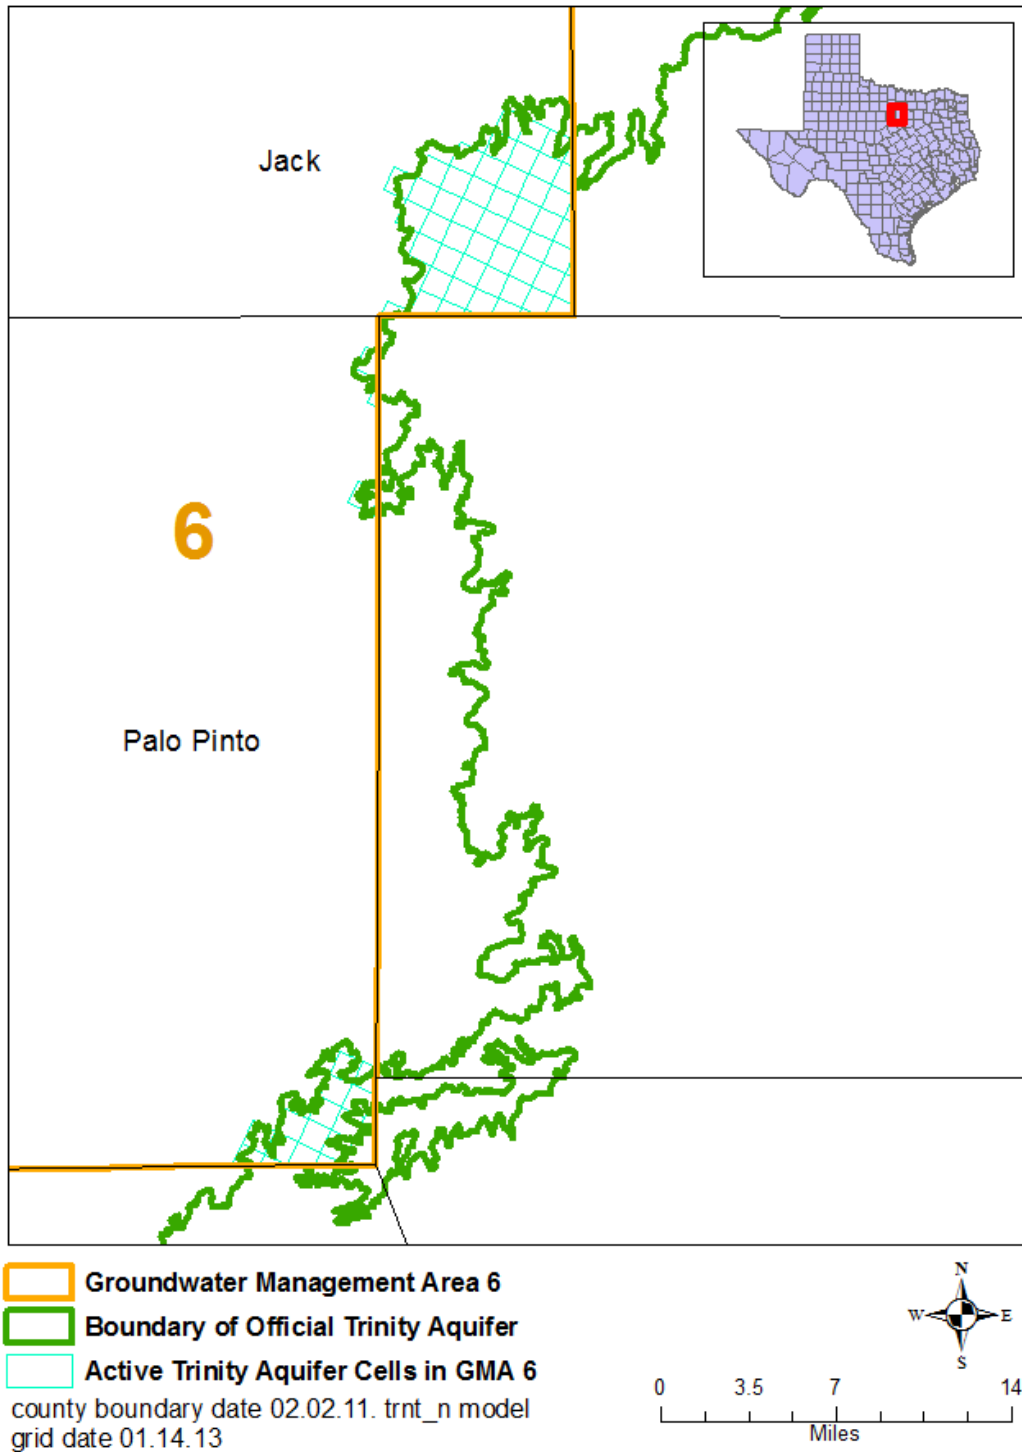 Jack
6
Palo Pinto
Groundwater Management Area 6
Boundary of Official Trinity Aquifer
Active Trinity Aquifer Cells in GMA 6
county boundary date 02.02.11. trnt_n model
grid date 01.14.13
N
W E
S
0 3.5 7 14
Miles